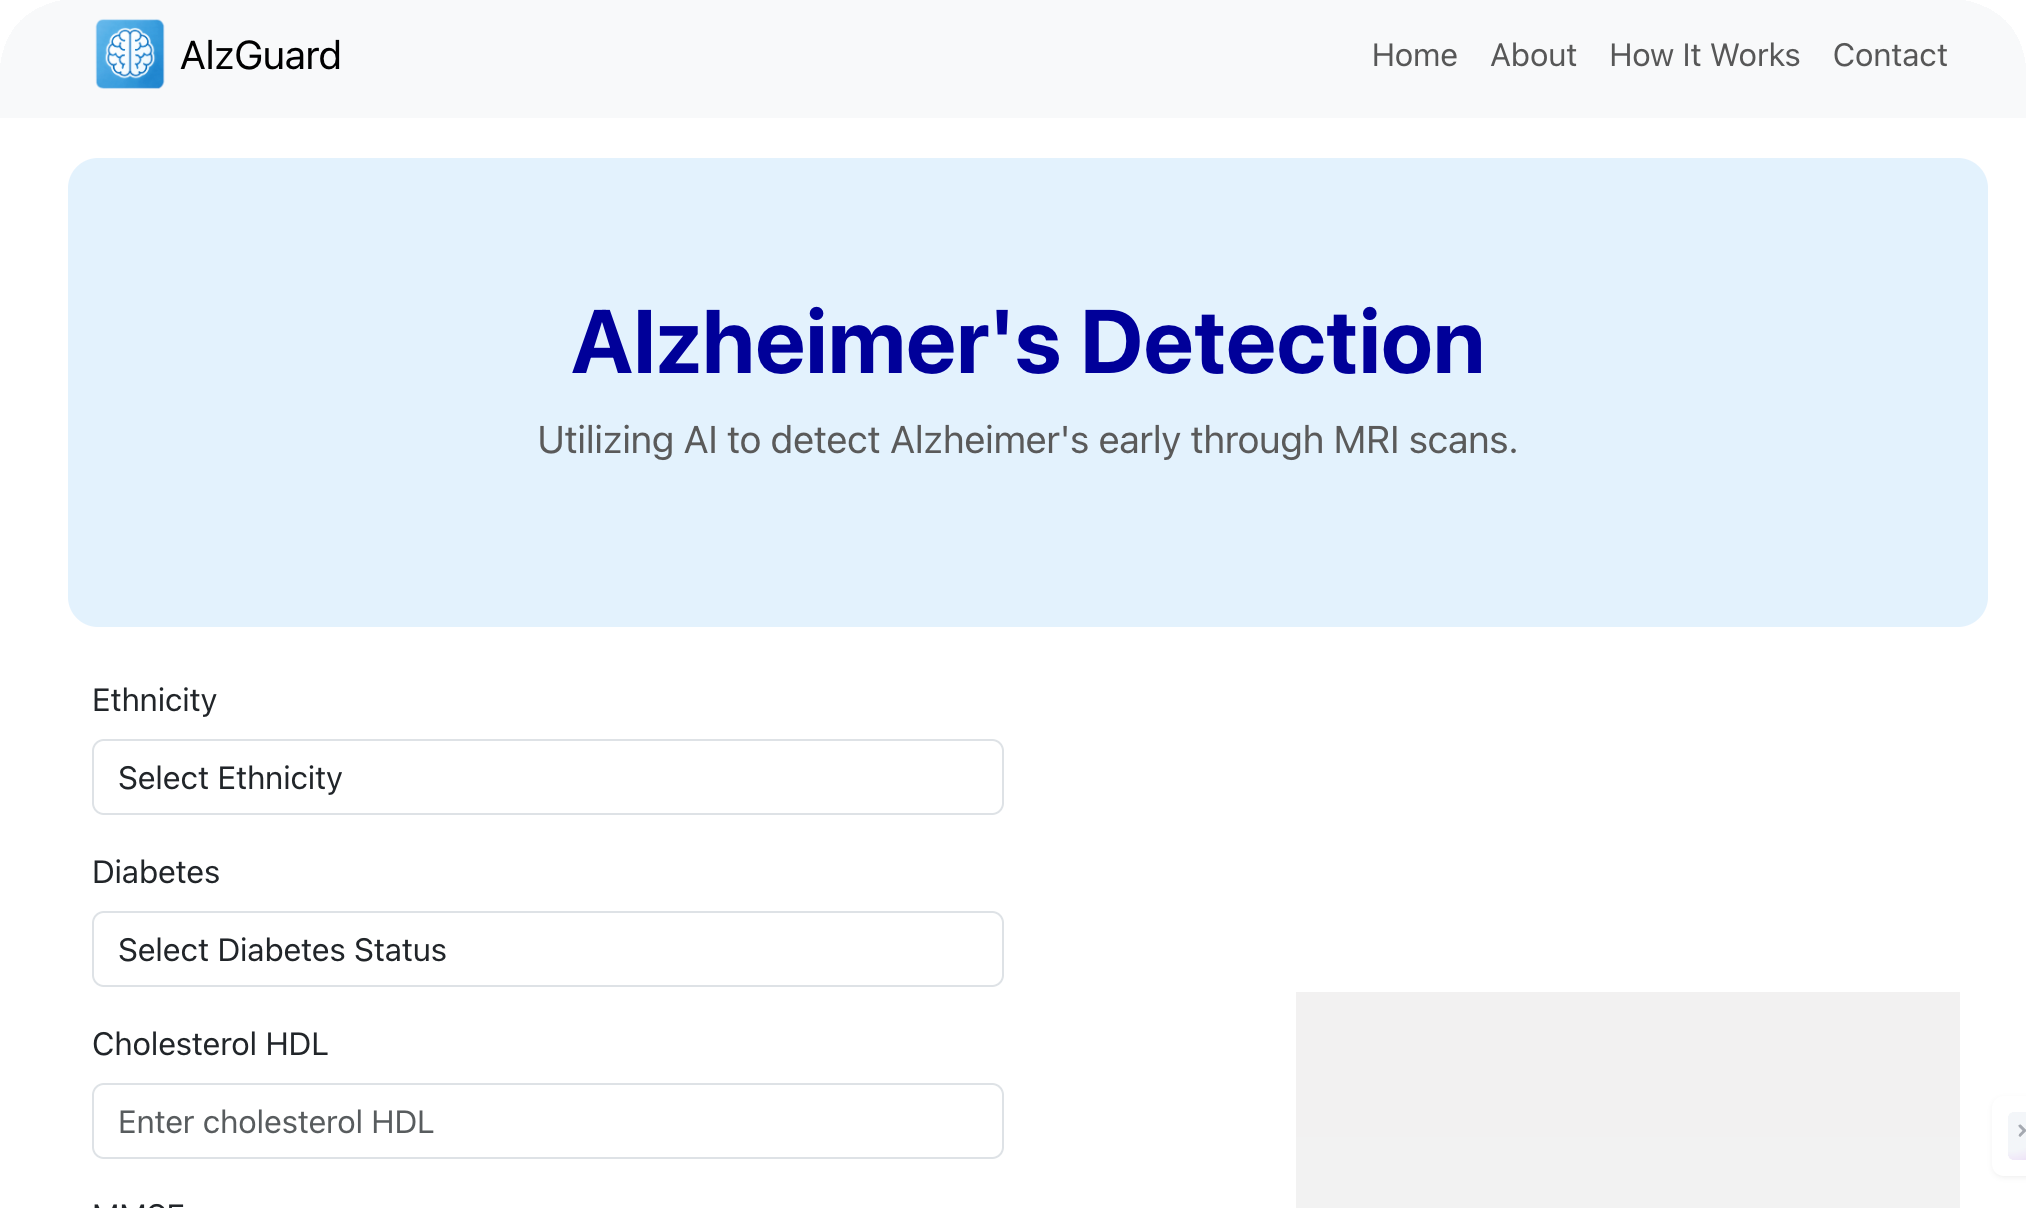 AlzGuard
Home About How It Works Contact
Alzheimer's Detection
Utilizing AI to detect Alzheimer's early through MRI scans.
Ethnicity
Select Ethnicity
Diabetes
Select Diabetes Status
Cholesterol HDL
Enter cholesterol HDL
MMSE